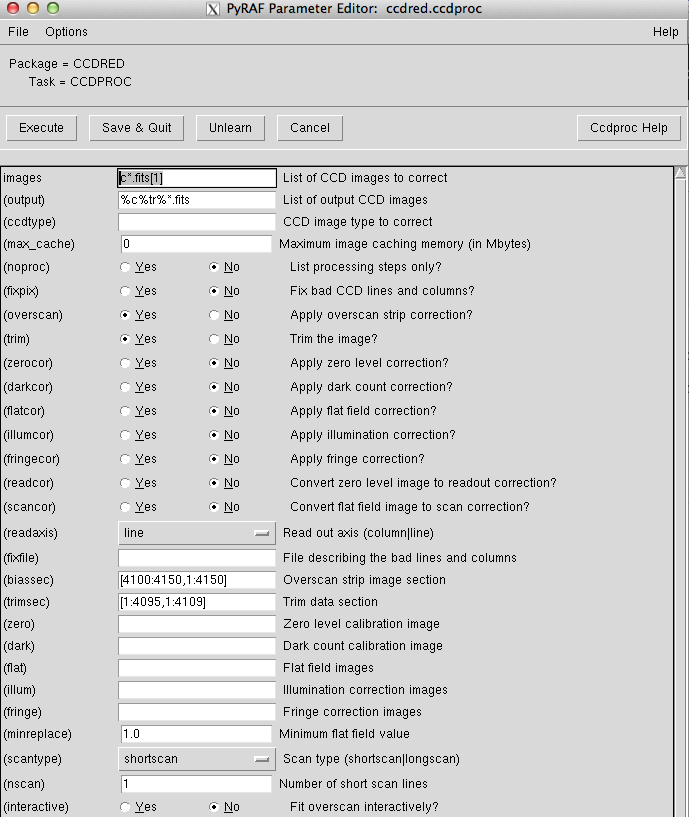 PyRAF Parameter Editor: ccdred.ccdproc
File Options Help
Package = CCDRED
Task = CCDPROC
Execute Save & Quit Unlearn Cancel Ccdproc Help
images c*.fits[1] List of CCD images to correct
(output) %c%tr%*.fits List of output CCD images
(ccdtype) CCD image type to correct
(max_cache) 0 Maximum image caching memory (in Mbytes)
(noproc) Yes No List processing steps only?
(fixpix) Yes No Fix bad CCD lines and columns?
(overscan) Yes No Apply overscan strip correction?
(trim) Yes No Trim the image?
(zerocor) Yes No Apply zero level correction?
(darkcor) Yes No Apply dark count correction?
(flatcor) Yes No Apply flat field correction?
(illumcor) Yes No Apply illumination correction?
(fringecor) Yes No Apply fringe correction?
(readcor) Yes No Convert zero level image to readout correction?
(scancor) Yes No Convert flat field image to scan correction?
(readaxis) line Read out axis (column|line)
(fixfile) File describing the bad lines and columns
(biassec) [4100:4150,1:4150] Overscan strip image section
(trimsec) [1:4095,1:4109] Trim data section
(zero) Zero level calibration image
(dark) Dark count calibration image
(flat) Flat field images
(illum) Illumination correction images
(fringe) Fringe correction images
(minreplace) 1.0 Minimum flat field value
(scantype) shortscan Scan type (shortscan|longscan)
(nscan) 1 Number of short scan lines
(interactive) Yes No Fit overscan interactively?